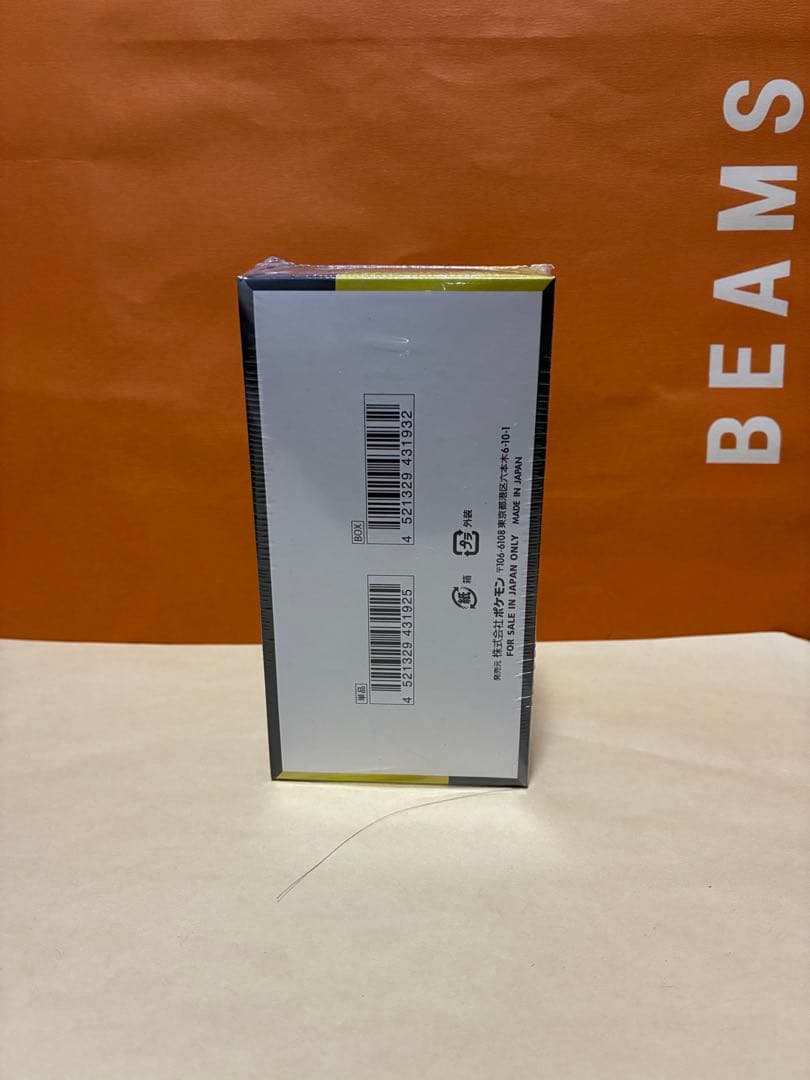 BEAMS
BOX
4 521329 431932
単品
4 521329 431925
紙 箱
プラ 外装
発売元 株式会社 ポケモン 〒106-6108 東京都港区六本木6-10-1
FOR SALE IN JAPAN ONLY MADE IN JAPAN